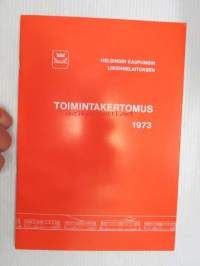 HELSINGIN KAUPUNGIN
LIIKENNELAITOKSEN
TOIMINTAKERTOMUS
1973